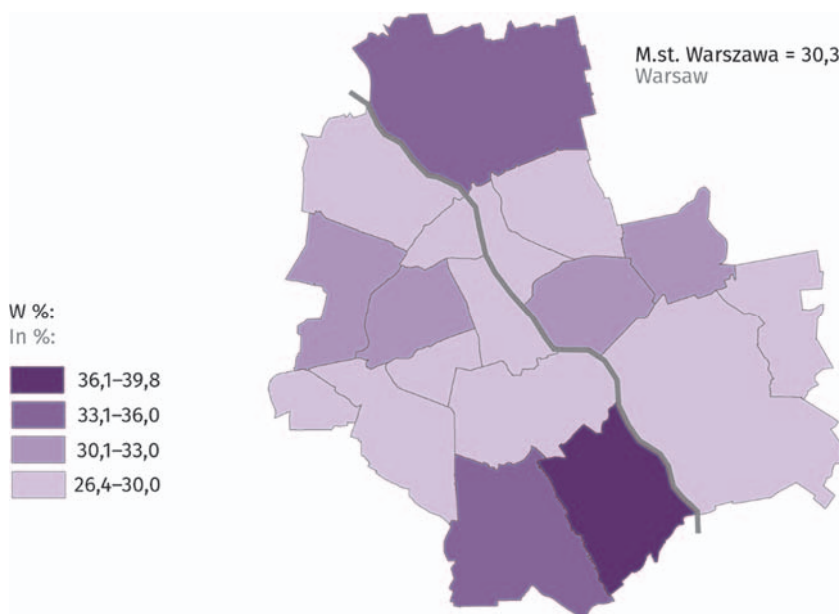 M.st. Warszawa = 30,3
Warsaw
W %:
In %:
36,1–39,8
33,1–36,0
30,1–33,0
26,4–30,0